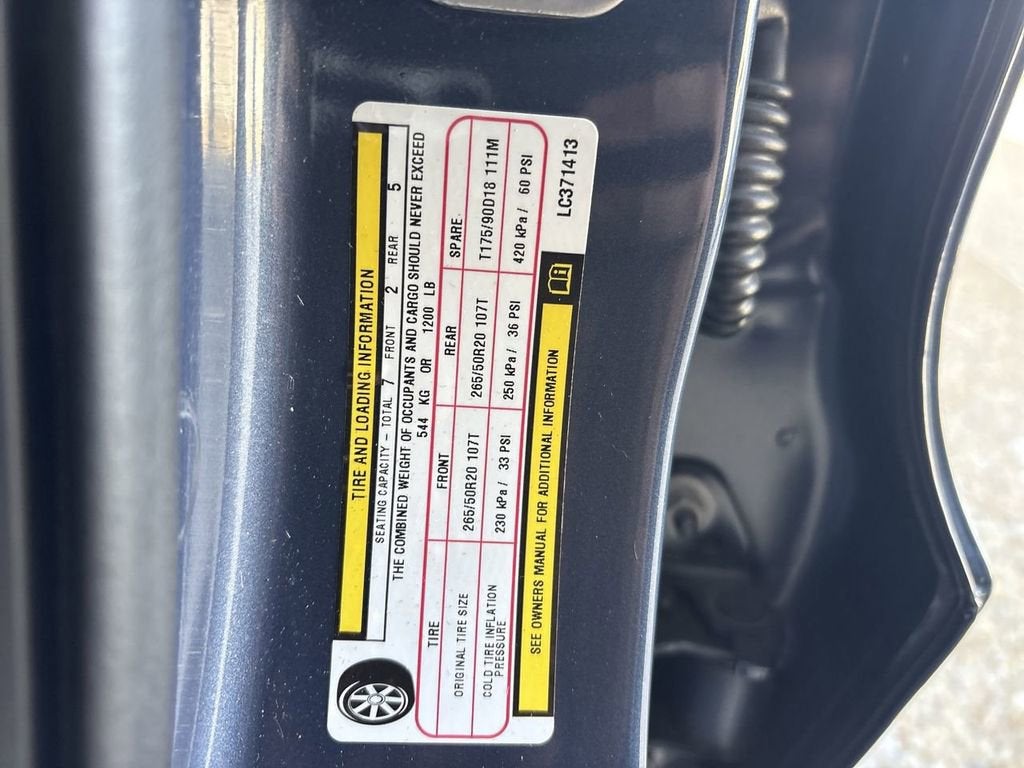 TIRE AND LOADING INFORMATION
SEATING CAPACITY – TOTAL 7 FRONT 2 REAR 5
THE COMBINED WEIGHT OF OCCUPANTS AND CARGO SHOULD NEVER EXCEED
544 KG OR 1200 LB
TIRE FRONT REAR SPARE
ORIGINAL TIRE SIZE 265/50R20 107T 265/50R20 107T T175/90D18 111M
COLD TIRE INFLATION
PRESSURE 230 kPa / 33 PSI 250 kPa / 36 PSI 420 kPa / 60 PSI
SEE OWNERS MANUAL FOR ADDITIONAL INFORMATION
LC371413